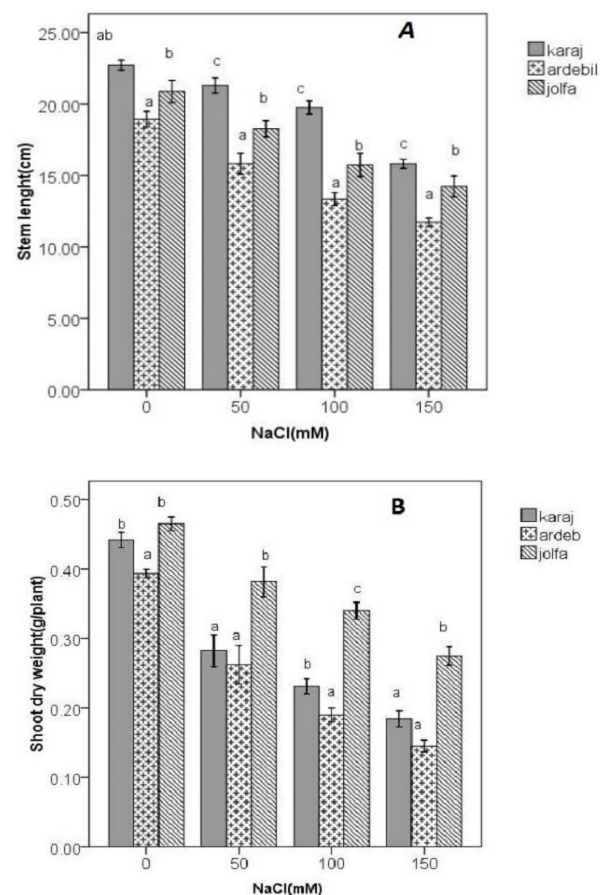 A
25.00
20.00
15.00
10.00
5.00
0.00
Stem lenght(cm)
ab
a
b
c
a
b
c
a
b
c
a
b
0
50
100
150
NaCl(mM)
karaj
ardebil
jolfa
B
0.50
0.40
0.30
0.20
0.10
0.00
Shoot dry weight(g/plant)
b
a
b
a
a
b
b
a
c
a
a
b
0
50
100
150
NaCl(mM)
karaj
ardeb
jolfa